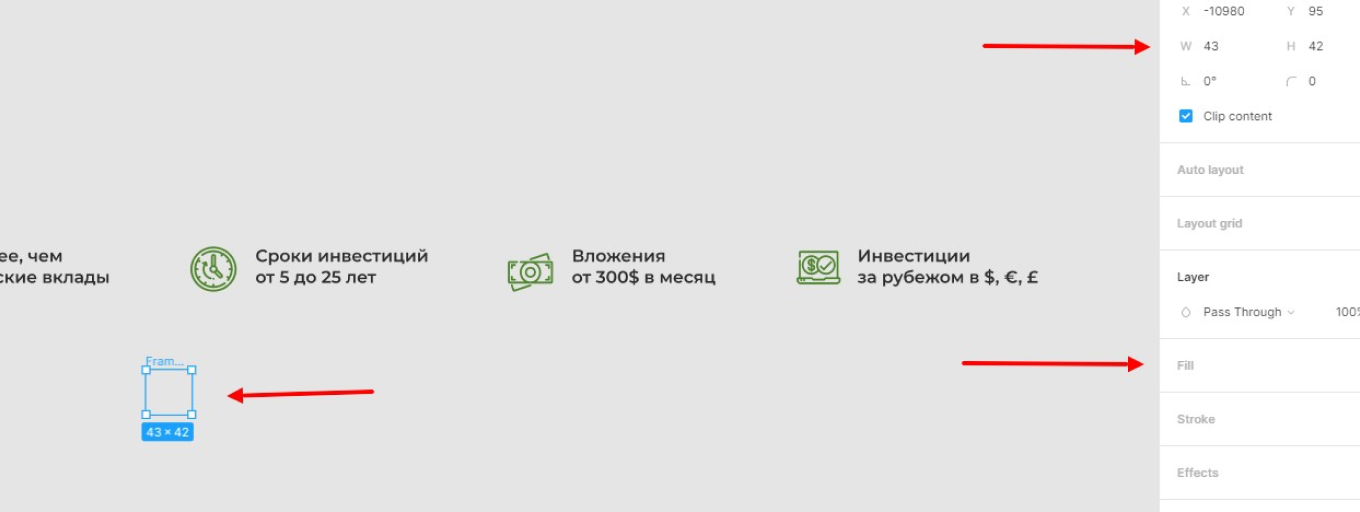 X -10980 Y 95
W 43 H 42
0° 0
Clip content
Auto layout
Layout grid
ее, чем
ские вклады
Сроки инвестиций
от 5 до 25 лет
Вложения
от 300$ в месяц
Инвестиции
за рубежом в $, €, £
Layer
Pass Through 100%
Fram...
43 × 42
Fill
Stroke
Effects